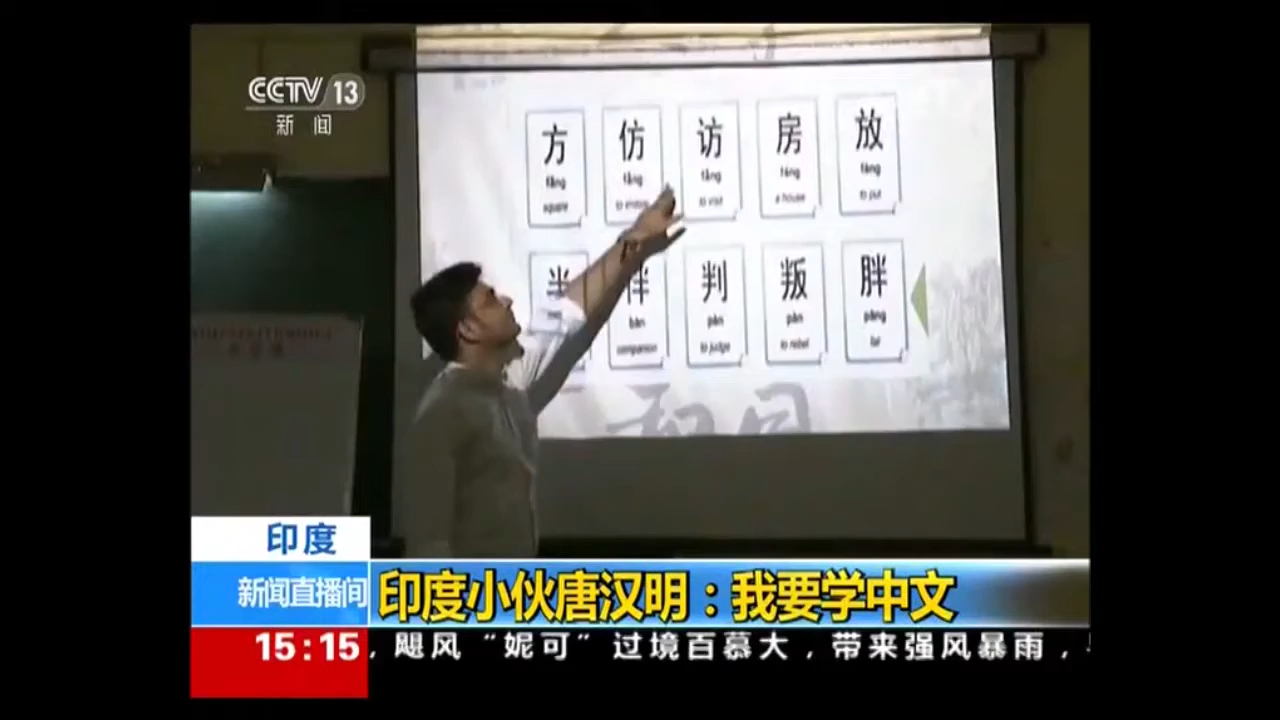 CCTV 13
新闻
方 仿 访 房 放
fāng fǎng fǎng fáng fàng
square to visit a house to put
半 伴 判 叛 胖
bàn pàn pàn pàng
companion to judge to rebel fat
印度
新闻直播间
印度小伙唐汉明：我要学中文
15:15
，飓风“妮可”过境百慕大，带来强风暴雨，